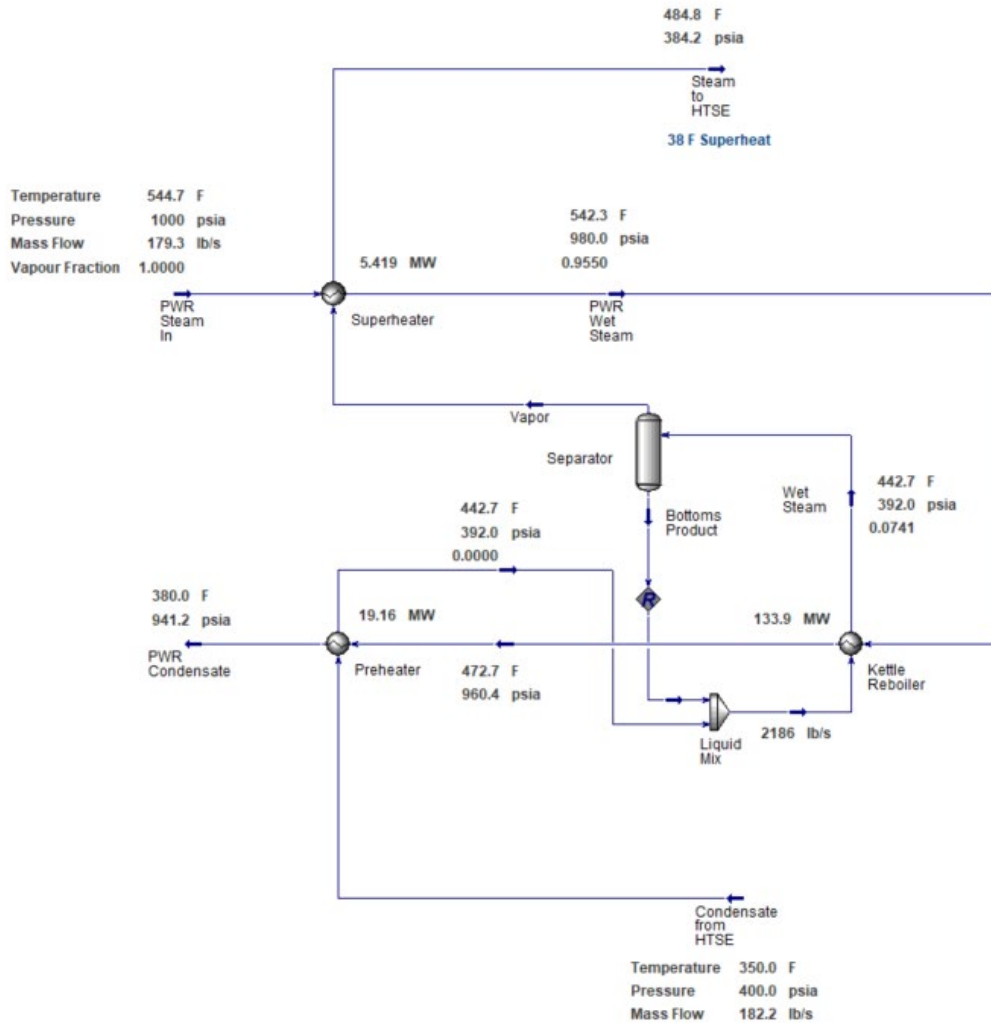 484.8 F
384.2 psia
Steam
to
HTSE
38 F Superheat
Temperature 544.7 F
Pressure 1000 psia
Mass Flow 179.3 lb/s
Vapour Fraction 1.0000
542.3 F
980.0 psia
0.9550
5.419 MW
PWR
Steam
In
Superheater
PWR
Wet
Steam
Vapor
Separator
Wet
Steam
442.7 F
392.0 psia
0.0741
Bottoms
Product
442.7 F
392.0 psia
0.0000
R
380.0 F
941.2 psia
19.16 MW
133.9 MW
PWR
Condensate
Preheater
472.7 F
960.4 psia
Kettle
Reboiler
Liquid
Mix
2186 lb/s
Condensate
from
HTSE
Temperature 350.0 F
Pressure 400.0 psia
Mass Flow 182.2 lb/s